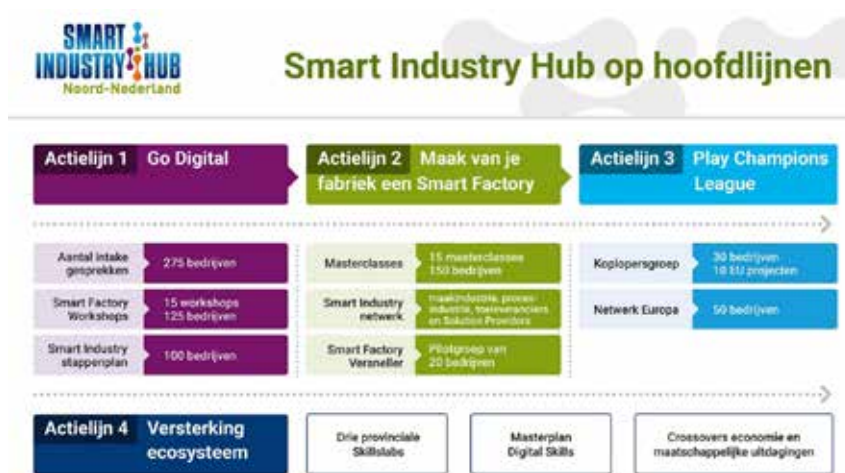 SMART
INDUSTRY HUB
Noord-Nederland
Smart Industry Hub op hoofdlijnen
Actielijn 1 Go Digital
Actielijn 2 Maak van je
fabriek een Smart Factory
Actielijn 3 Play Champions
League
Aantal intake
gesprekken
275 bedrijven
Smart Factory
Workshops
15 workshops
125 bedrijven
Smart Industry
stappenplan
100 bedrijven
Masterclasses
15 masterclasses
150 bedrijven
Smart Industry
netwerk
maakindustrie, proces-
industrie, toeleveranciers
en Solution Providers
Smart Factory
Versneller
Pilotgroep van
20 bedrijven
Koplopersgroep
30 bedrijven
10 EU projecten
Netwerk Europa
50 bedrijven
Actielijn 4 Versterking
ecosysteem
Drie provinciale
Skillslabs
Masterplan
Digital Skills
Crossovers economie en
maatschappelijke uitdagingen